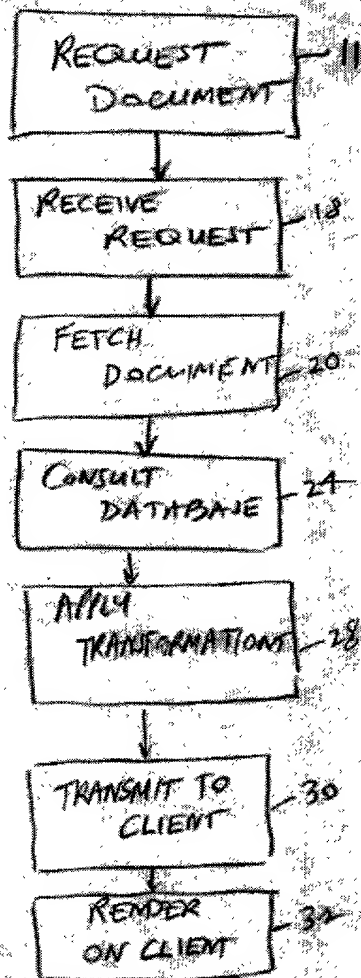 REQUEST
DOCUMENT
11
RECEIVE
REQUEST
18
FETCH
DOCUMENT
20
CONSULT
DATABASE
24
APPLY
TRANSFORMATIONS
28
TRANSMIT TO
CLIENT
30
RENDER
ON CLIENT
32